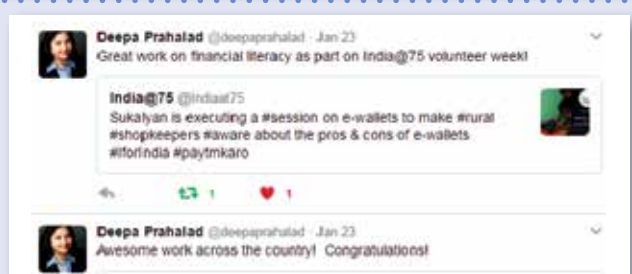 Deepa Prahalad @deepaprahalad · Jan 23
Great work on financial literacy as part on India@75 volunteer week!
India@75 @indiaat75
Sukalyan is executing a #session on e-wallets to make #rural
#shopkeepers #aware about the pros & cons of e-wallets
#IforIndia #paytmkaro
1 1
Deepa Prahalad @deepaprahalad · Jan 23
Awesome work across the country! Congratulations!